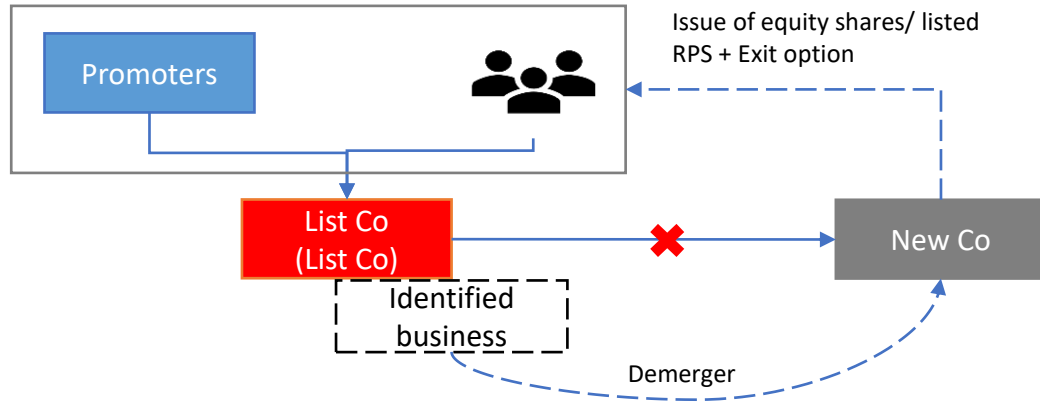 Issue of equity shares/ listed
RPS + Exit option
Promoters
List Co
(List Co)
New Co
Identified
business
Demerger